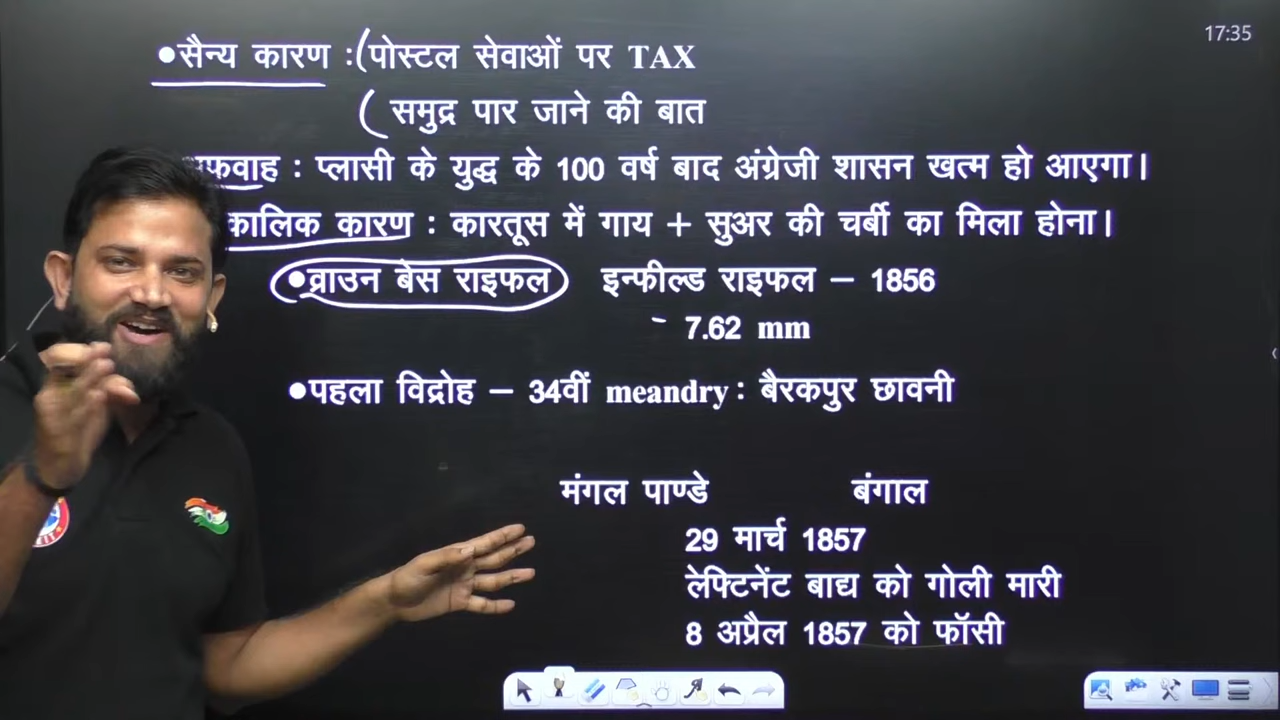 17:35
•सैन्य कारण :(पोस्टल सेवाओं पर TAX
( समुद्र पार जाने की बात
: प्लासी के युद्ध के 100 वर्ष बाद अंग्रेजी शासन खत्म हो आएगा।
कारण : कारतूस में गाय + सुअर की चर्बी का मिला होना।
•व्राउन बेस राइफल इन्फील्ड राइफल – 1856
- 7.62 mm
•पहला विद्रोह – 34वीं meandry : बैरकपुर छावनी
मंगल पाण्डे बंगाल
29 मार्च 1857
लेफ्टिनेंट बाद्य को गोली मारी
8 अप्रैल 1857 को फॉसी